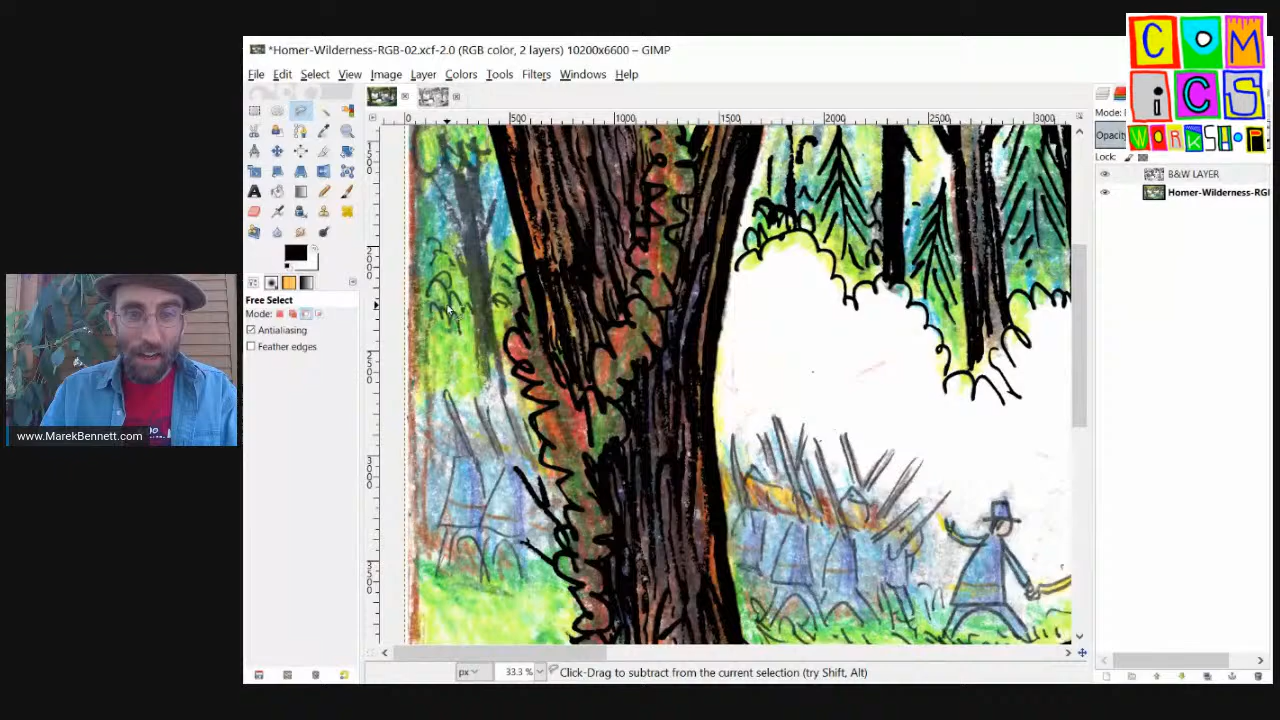 *Homer-Wilderness-RGB-02.xcf-2.0 (RGB color, 2 layers) 10200x6600 – GIMP
File Edit Select View Image Layer Colors Tools Filters Windows Help
COM
iCS
WORKSHOP
0 500 1000 1500 2000 2500 3000
Mode:
Opacity
Lock:
B&W LAYER
Homer-Wilderness-RGI
Free Select
Mode:
Antialiasing
Feather edges
www.MarekBennett.com
px 33.3 % Click-Drag to subtract from the current selection (try Shift, Alt)